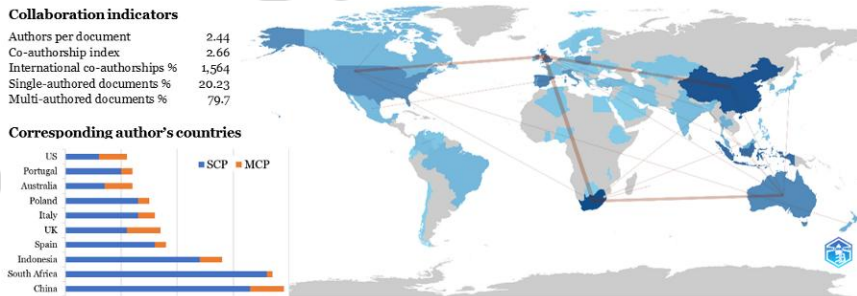 Collaboration indicators
Authors per document 2.44
Co-authorship index 2.66
International co-authorships % 1,564
Single-authored documents % 20.23
Multi-authored documents % 79.7
Corresponding author's countries
SCP MCP
US
Portugal
Australia
Poland
Italy
UK
Spain
Indonesia
South Africa
China